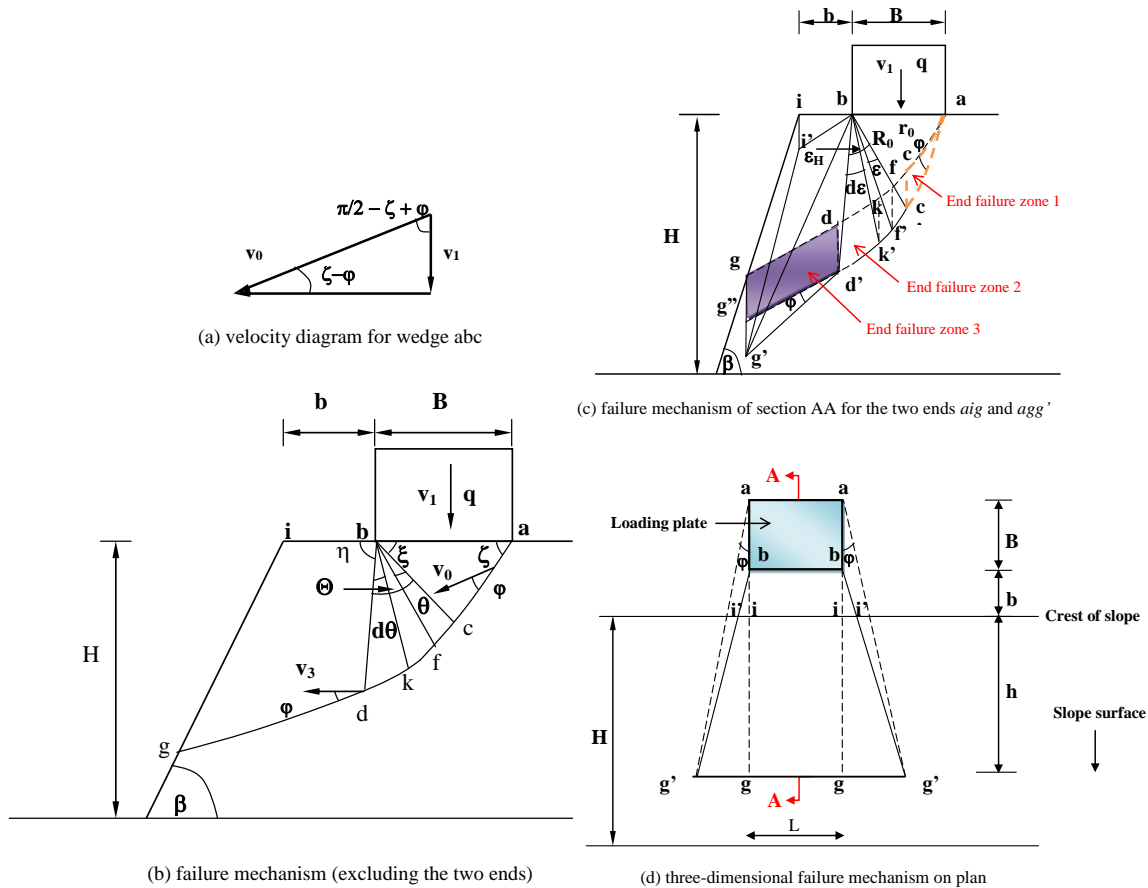 π/2 − ζ + φ
v₀
v₁
ζ−φ
(a) velocity diagram for wedge abc
b
B
v₁
q
i
b
a
i’
r₀
R₀
φ
ε_H
c
f
ε
dε
End failure zone 1
d
k
c’
H
f’
k’
g
d’
End failure zone 2
g”
φ
End failure zone 3
g’
β
(c) failure mechanism of section AA for the two ends aig and agg’
b
B
v₁
q
i
b
a
η
ξ
ζ
v₀
Θ
θ
φ
c
dθ
f
H
v₃
k
φ
d
g
β
(b) failure mechanism (excluding the two ends)
A
a
a
Loading plate
B
b
b
φ
φ
b
i’
i
i
i’
Crest of slope
h
Slope surface
H
g’
g
g
g’
A
L
(d) three-dimensional failure mechanism on plan